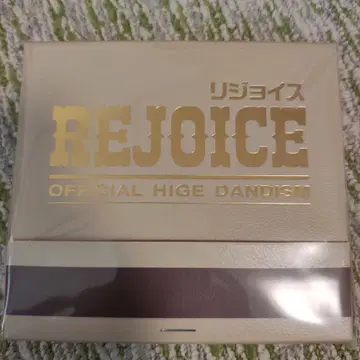 リジョイス
REJOICE
OFFICIAL HIGE DANDISM